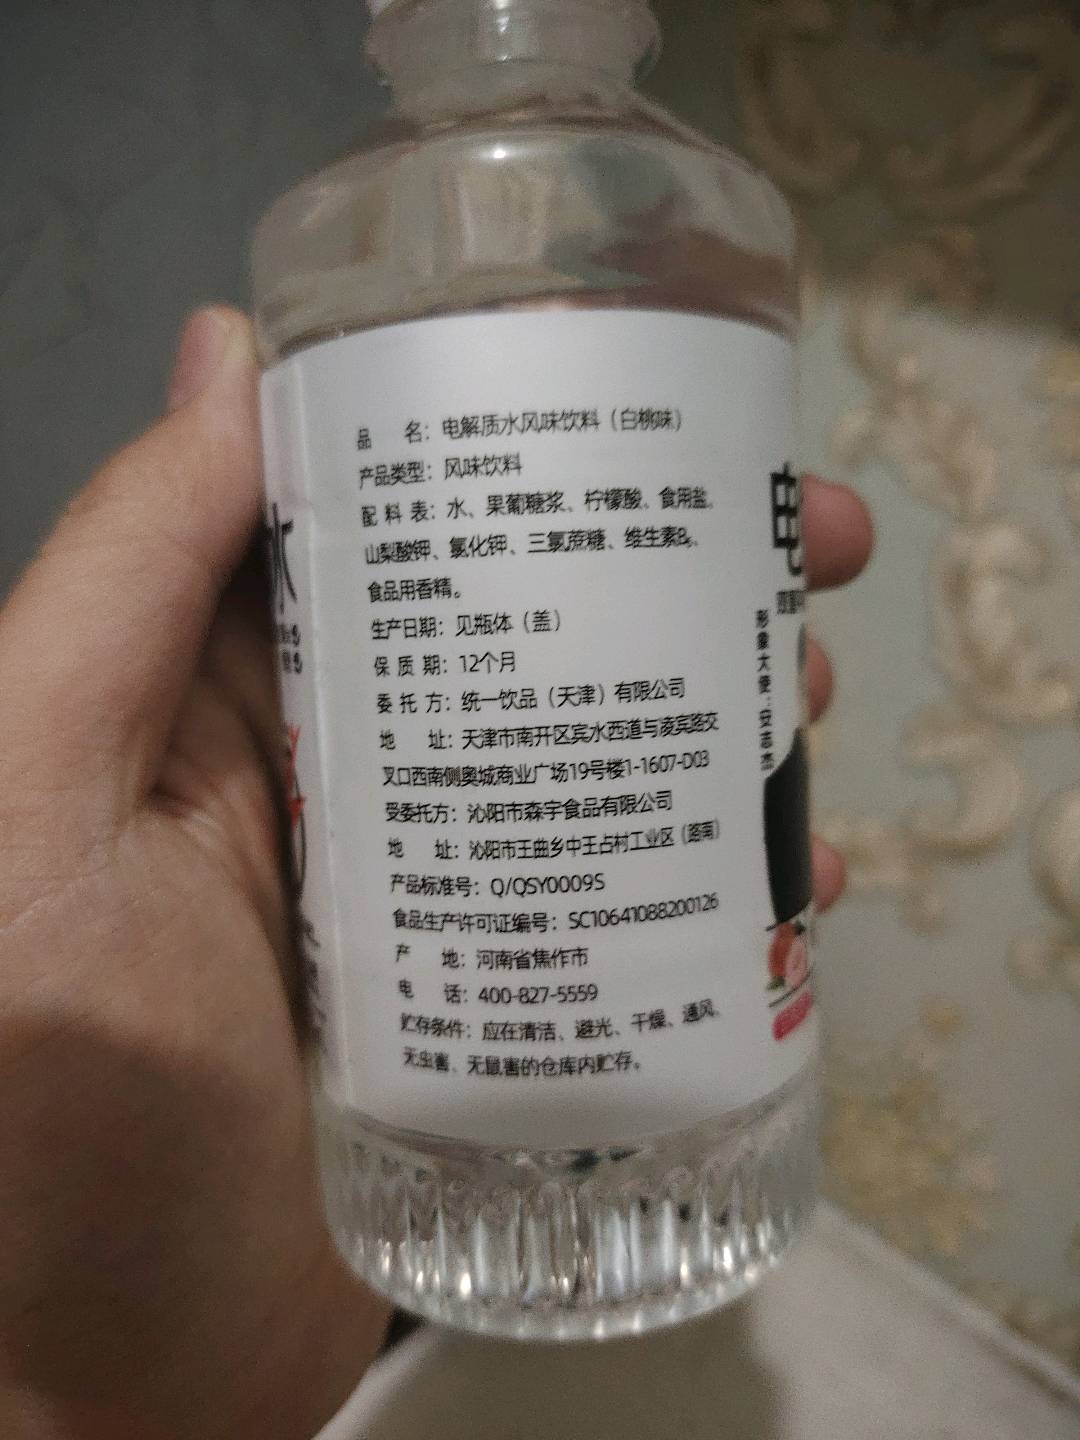 品 名：电解质水风味饮料（白桃味）
产品类型：风味饮料
配 料 表：水、果葡糖浆、柠檬酸、食用盐、
山梨酸钾、氯化钾、三氯蔗糖、维生素B₆、
食品用香精。
生产日期：见瓶体（盖）
保 质 期：12个月
委 托 方：统一饮品（天津）有限公司
地 址：天津市南开区宾水西道与凌宾路交
叉口西南侧奥城商业广场19号楼1-1607-D03
受委托方：沁阳市森宇食品有限公司
地 址：沁阳市王曲乡中王占村工业区（路南）
产品标准号：Q/QSY0009S
食品生产许可证编号：SC10641088200126
产 地：河南省焦作市
电 话：400-827-5559
贮存条件：应在清洁、避光、干燥、通风、
无虫害、无鼠害的仓库内贮存。
水
电
形象大使：安志杰